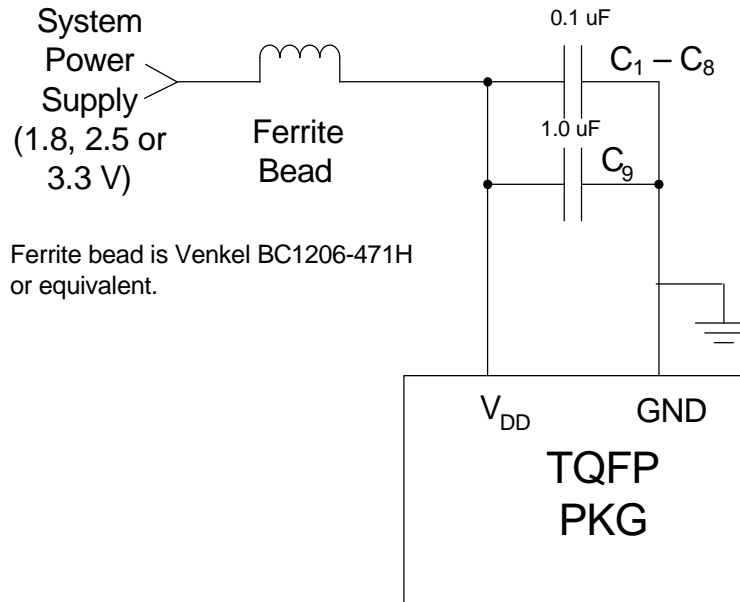 System
Power
Supply
(1.8, 2.5 or
3.3 V)
Ferrite
Bead
0.1 uF
C1 – C8
1.0 uF
C9
Ferrite bead is Venkel BC1206-471H
or equivalent.
VDD
GND
TQFP
PKG